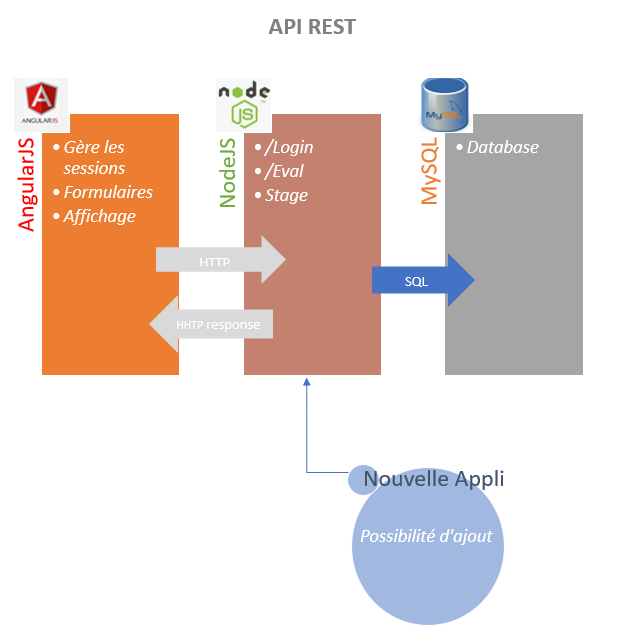 API REST
ANGULARJS
AngularJS
• Gère les
sessions
• Formulaires
• Affichage
node
JS
NodeJS
• /Login
• /Eval
• Stage
MySQL
MySQL
• Database
HTTP
HHTP response
SQL
Nouvelle Appli
Possibilité d'ajout